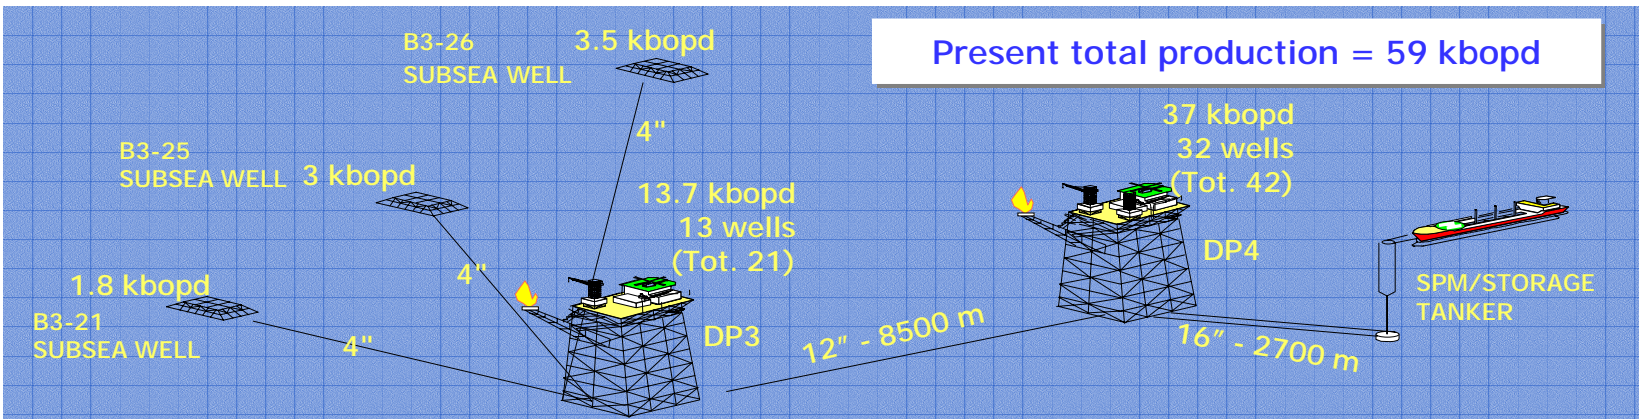 Present total production = 59 kbopd
B3-26
SUBSEA WELL
3.5 kbopd
4"
B3-25
SUBSEA WELL
3 kbopd
4"
1.8 kbopd
B3-21
SUBSEA WELL
4"
13.7 kbopd
13 wells
(Tot. 21)
DP3
12” - 8500 m
37 kbopd
32 wells
(Tot. 42)
DP4
16” - 2700 m
SPM/STORAGE
TANKER